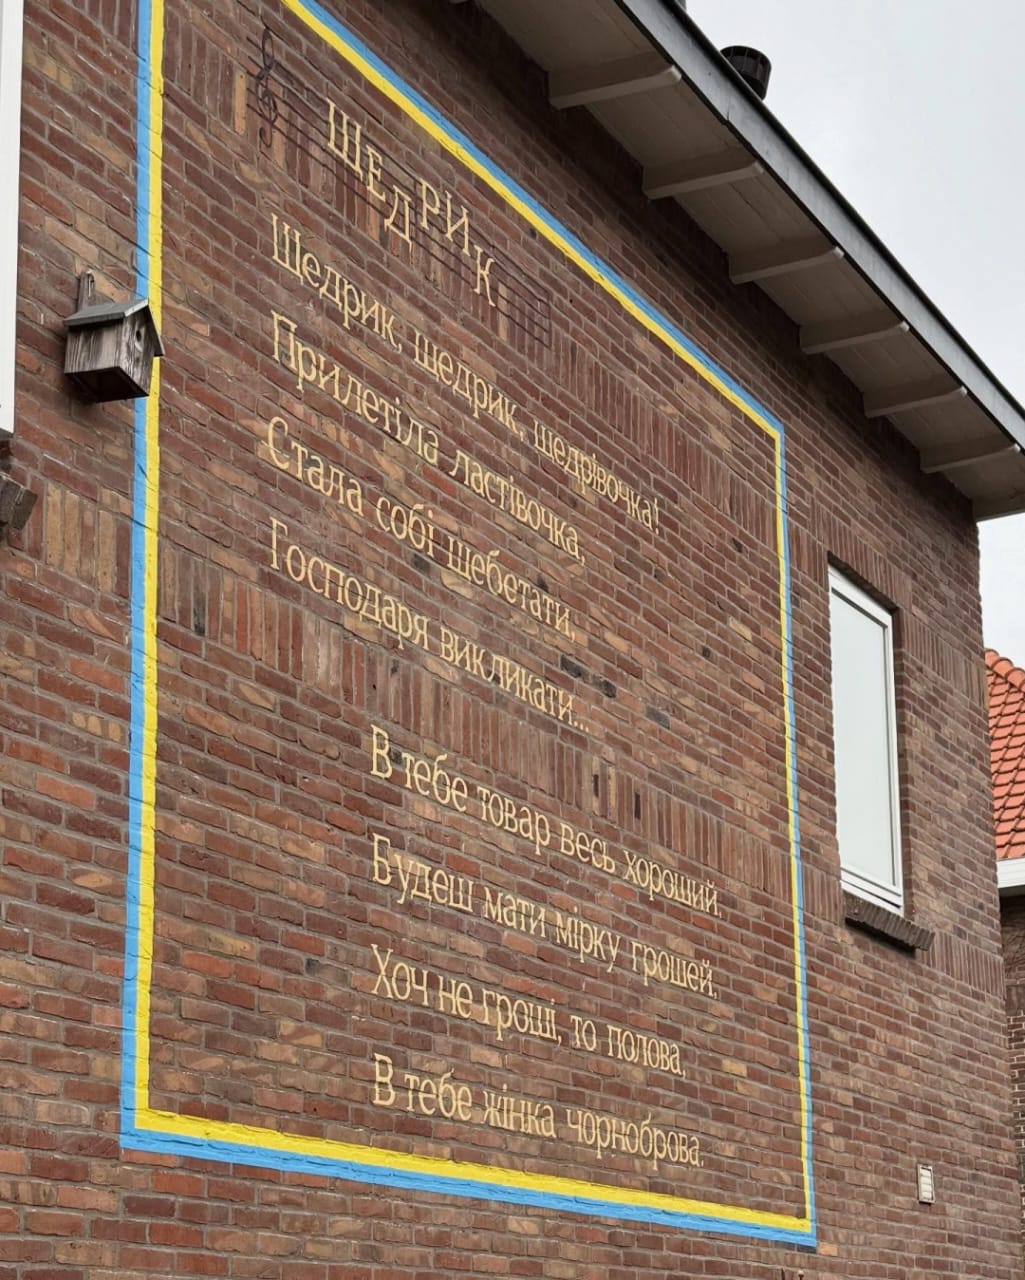 ЩЕДРИК
Щедрик, щедрик, щедрівочка!
Прилетіла ластівочка,
Стала собі щебетати,
Господаря викликати...
В тебе товар весь хороший.
Будеш мати мірку грошей.
Хоч не гроші, то полова,
В тебе жінка чорноброва.